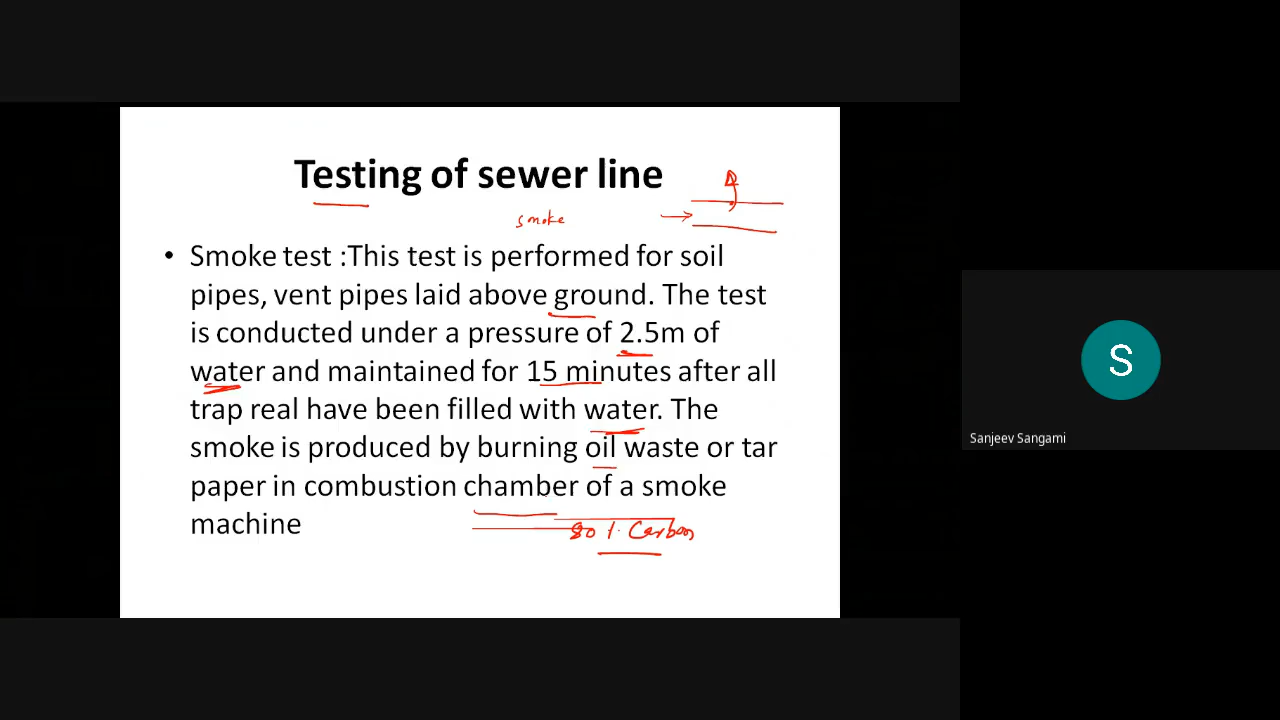 Testing of sewer line
smoke
• Smoke test :This test is performed for soil
pipes, vent pipes laid above ground. The test
is conducted under a pressure of 2.5m of
water and maintained for 15 minutes after all
trap real have been filled with water. The
smoke is produced by burning oil waste or tar
paper in combustion chamber of a smoke
machine
80 %. Carbon
S
Sanjeev Sangami